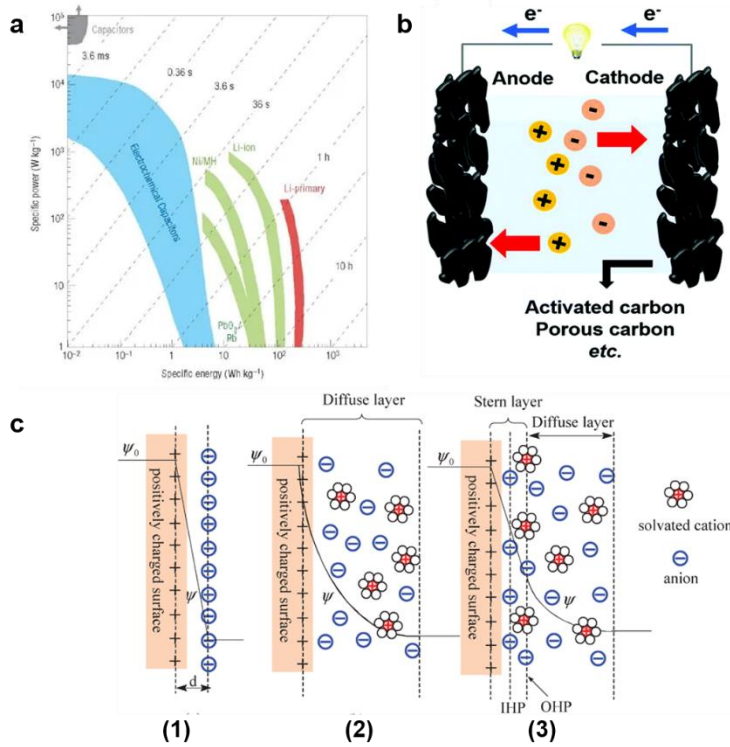 a
Capacitors
3.6 ms
0.36 s
3.6 s
36 s
1 h
10 h
Electrochemical Capacitors
Ni/MH
Li-ion
Li-primary
PbO₂
Pb
Specific power (W kg⁻¹)
10⁵
10⁴
10³
10²
10
1
10⁻²
10⁻¹
1
10
10²
10³
Specific energy (Wh kg⁻¹)
b
e⁻
e⁻
Anode
Cathode
+
+
+
+
+
-
-
-
-
-
Activated carbon
Porous carbon
etc.
c
ψ₀
positively charged surface
ψ
d
(1)
Diffuse layer
ψ₀
positively charged surface
ψ
(2)
Stern layer
Diffuse layer
ψ₀
positively charged surface
ψ
IHP
OHP
(3)
solvated cation
anion